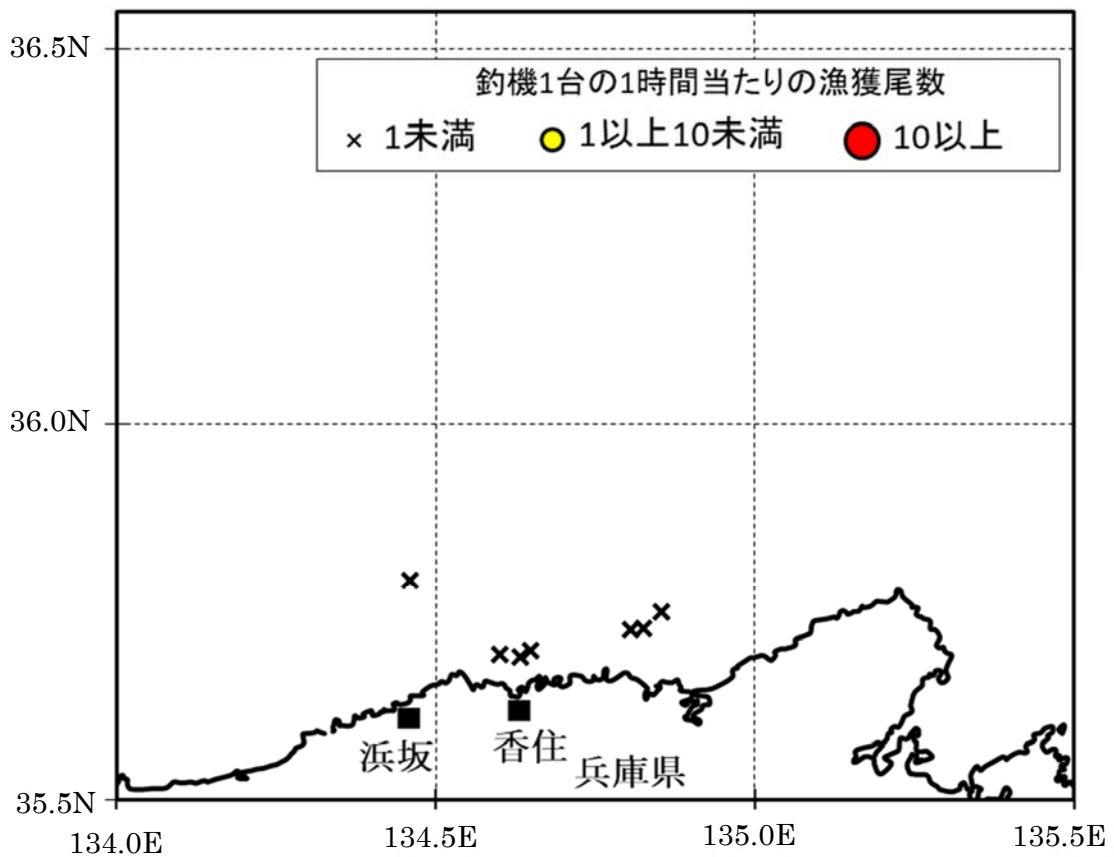 36.5N
釣機1台の1時間当たりの漁獲尾数
× 1未満 1以上10未満 10以上
36.0N
浜坂
香住
兵庫県
35.5N
134.0E 134.5E 135.0E 135.5E